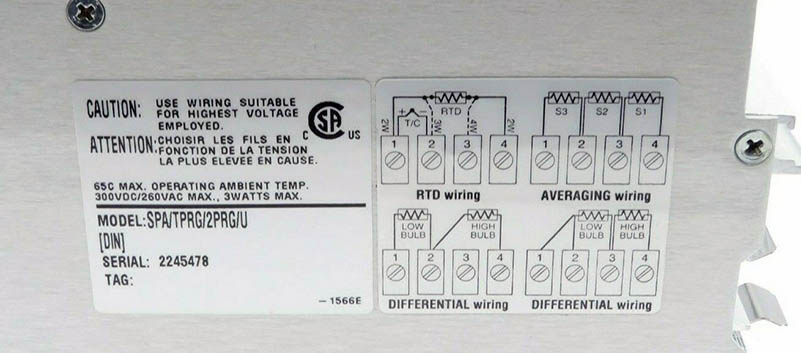 CAUTION: USE WIRING SUITABLE
FOR HIGHEST VOLTAGE
EMPLOYED.
ATTENTION: CHOISIR LES FILS EN
FONCTION DE LA TENSION
LA PLUS ELEVEE EN CAUSE.
C SA US
65C MAX. OPERATING AMBIENT TEMP.
300VDC/260VAC MAX., 3WATTS MAX.
MODEL: SPA/TPRG/2PRG/U
[DIN]
SERIAL: 2245478
TAG:
-1566E
RTD
+ -
T/C
2W 3W 4W 2W
1 2 3 4
RTD wiring
S3 S2 S1
1 2 3 4
AVERAGING wiring
LOW BULB HIGH BULB
1 2 3 4
DIFFERENTIAL wiring
LOW BULB HIGH BULB
1 2 3 4
DIFFERENTIAL wiring